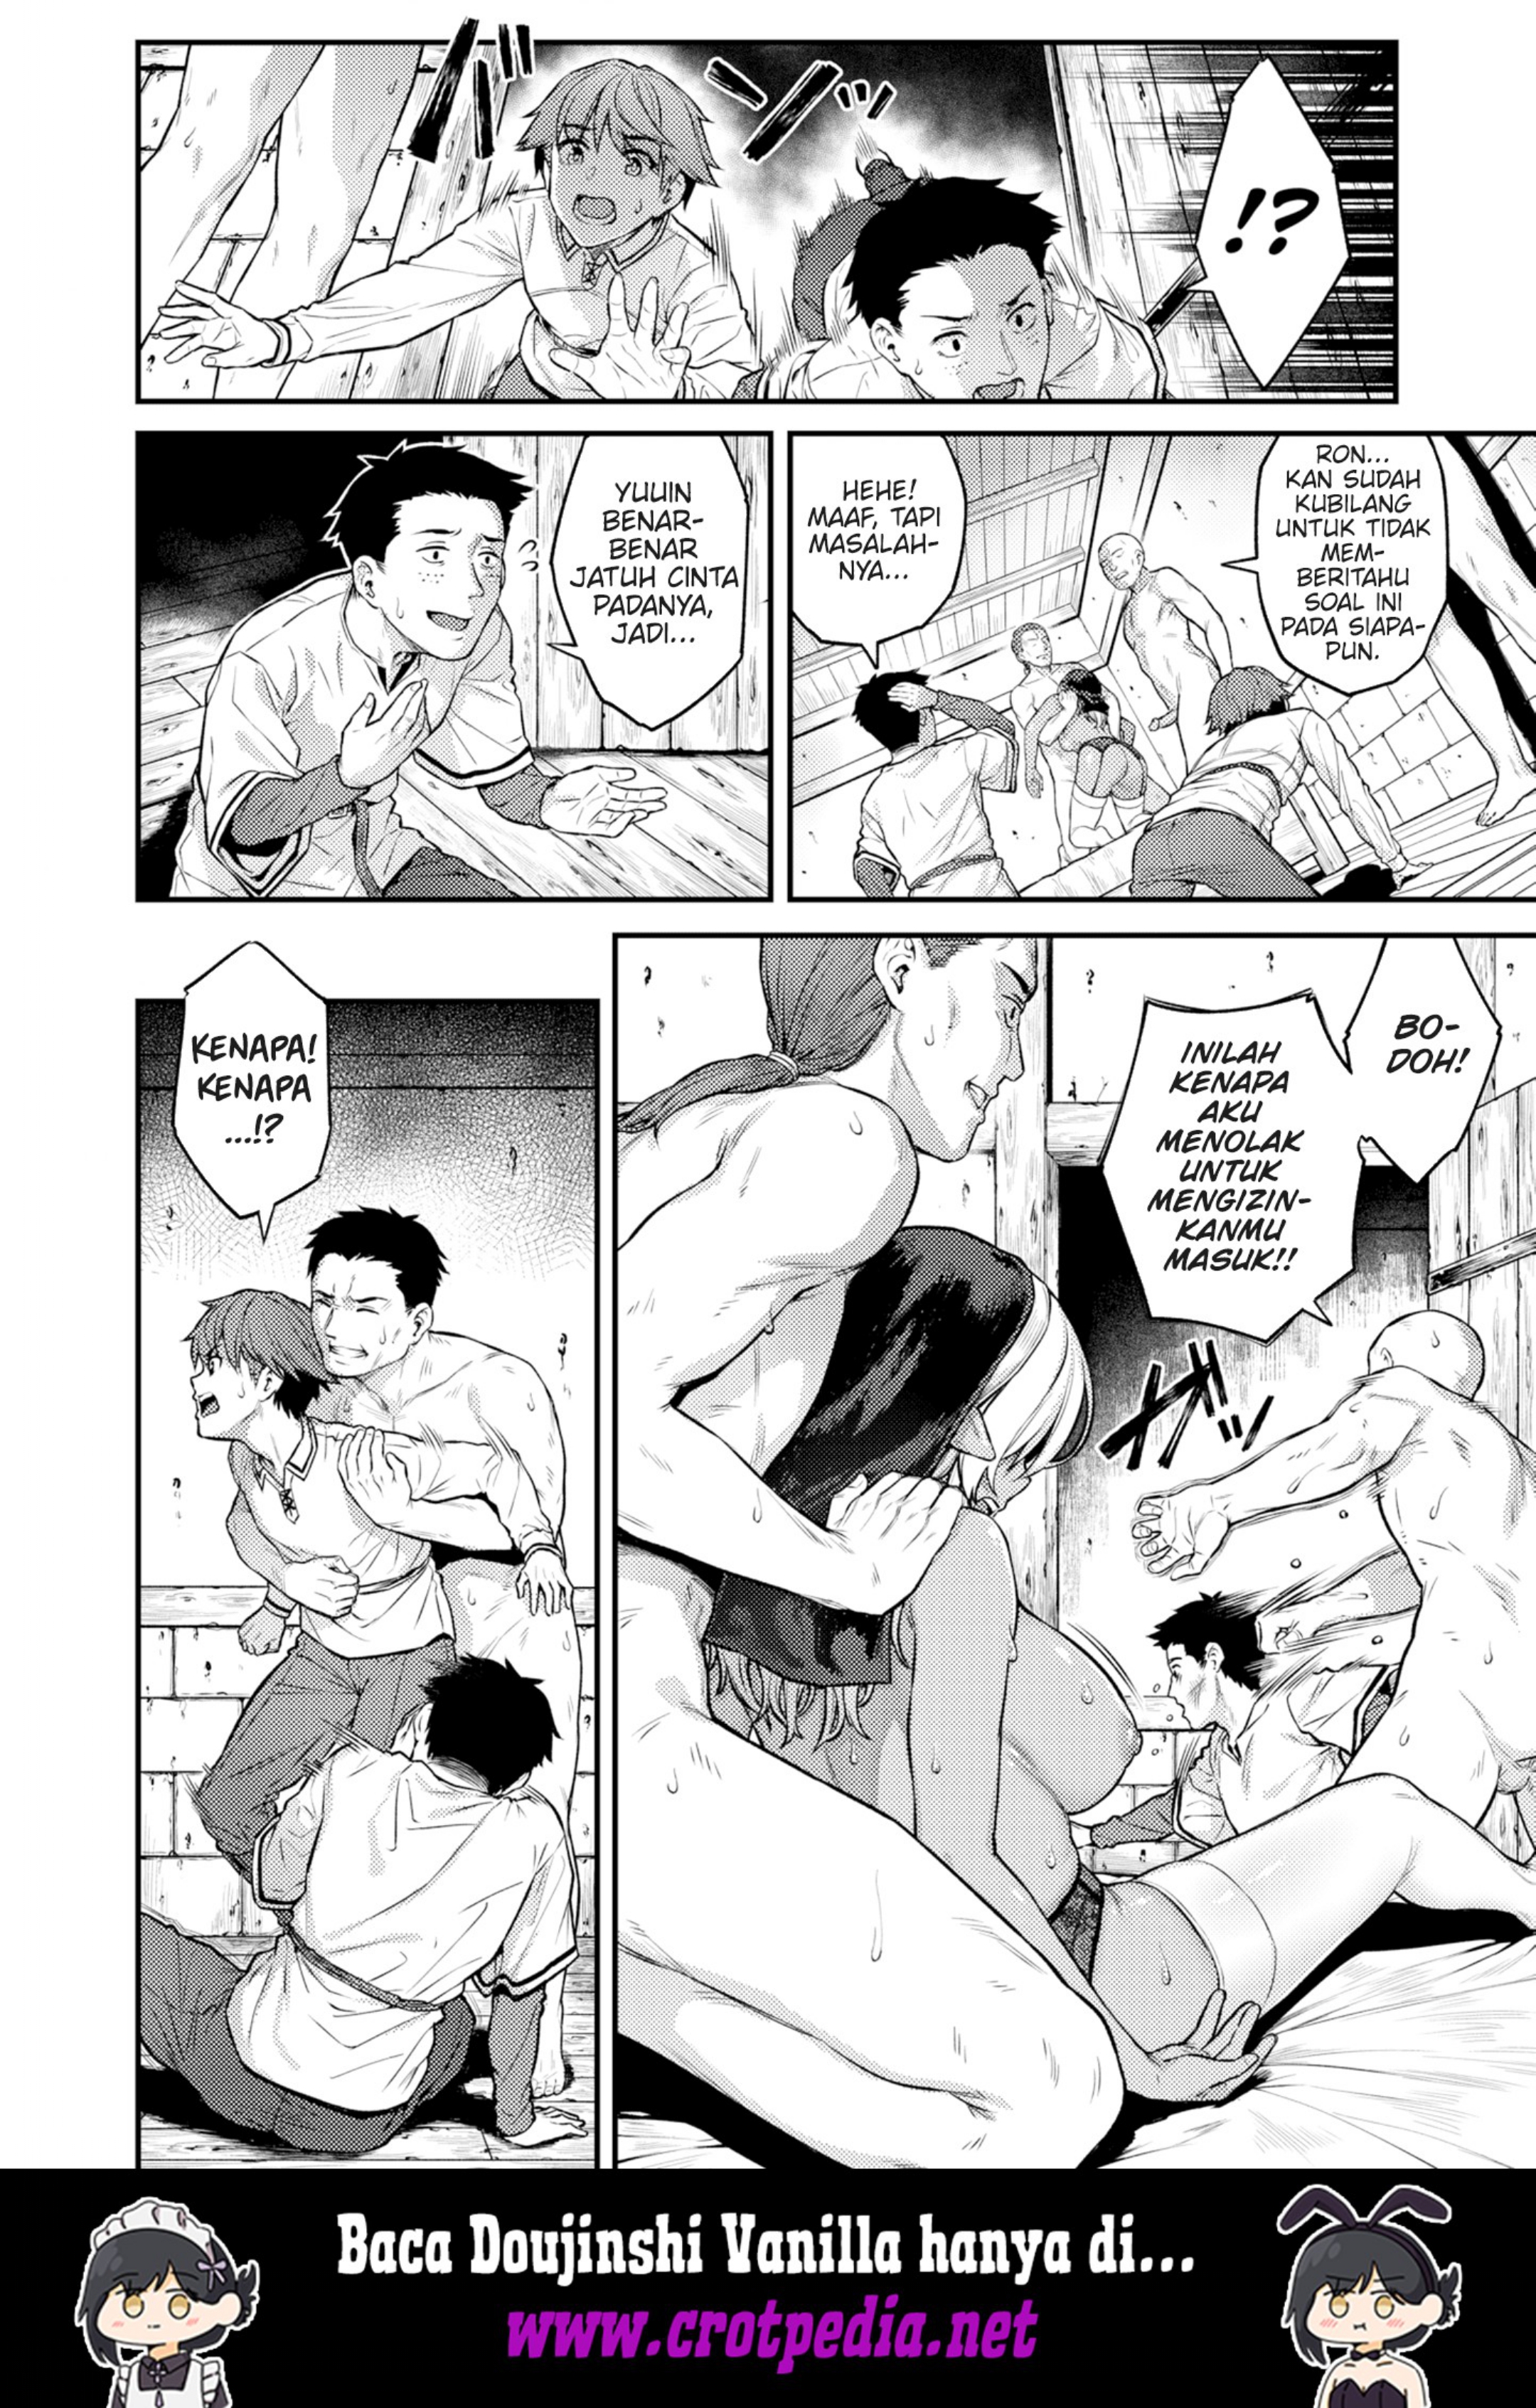 !?
RON...
KAN SUDAH
KUBILANG
UNTUK TIDAK
MEM-
BERITAHU
SOAL INI
PADA SIAPA-
PUN.
HEHE!
MAAF, TAPI
MASALAH-
NYA...
YUUIN
BENAR-
BENAR
JATUH CINTA
PADANYA,
JADI...
BO-
DOH!
INILAH
KENAPA
AKU
MENOLAK
UNTUK
MENGIZIN-
KANMU
MASUK!!
KENAPA!
KENAPA
...!?
Baca Doujinshi Vanilla hanya di...
www.crotpedia.net